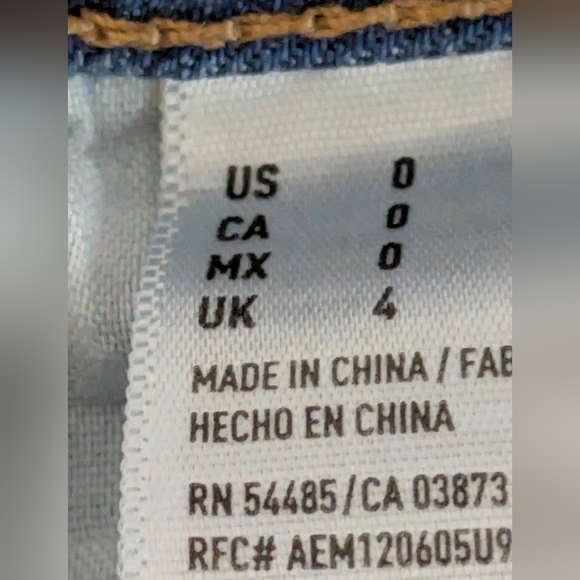 US 0
CA 0
MX 0
UK 4
MADE IN CHINA / FAB
HECHO EN CHINA
RN 54485/CA 03873
RFC# AEM120605U9